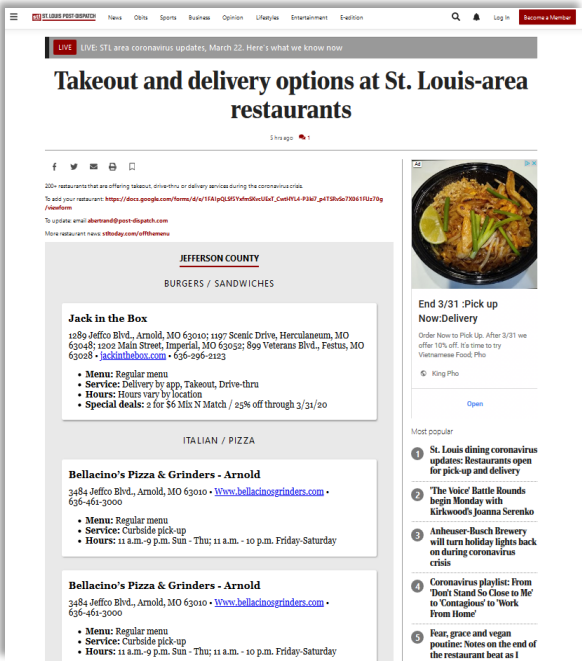 ST. LOUIS POST-DISPATCH News Obits Sports Business Opinion Lifestyles Entertainment E-edition Log In Become a Member
LIVE LIVE: STL area coronavirus updates, March 22. Here's what we know now
Takeout and delivery options at St. Louis-area
restaurants
5 hrs ago 1
200+ restaurants that are offering takeout, drive-thru or delivery services during the coronavirus crisis.
To add your restaurant:
/viewform
To update: email abertrand@post-dispatch.com
More restaurant news: stltoday.com/offthemenu
JEFFERSON COUNTY
BURGERS / SANDWICHES
Jack in the Box
1289 Jeffco Blvd., Arnold, MO 63010; 1197 Scenic Drive, Herculaneum, MO
63048; 1202 Main Street, Imperial, MO 63052; 899 Veterans Blvd., Festus, MO
63028 • jackinthebox.com • 636-296-2123
• Menu: Regular menu
• Service: Delivery by app, Takeout, Drive-thru
• Hours: Hours vary by location
• Special deals: 2 for $6 Mix N Match / 25% off through 3/31/20
ITALIAN / PIZZA
Bellacino's Pizza & Grinders - Arnold
3484 Jeffco Blvd., Arnold, MO 63010 • Www.bellacinosgrinders.com •
636-461-3000
• Menu: Regular menu
• Service: Curbside pick-up
• Hours: 11 a.m.-9 p.m. Sun - Thu; 11 a.m. - 10 p.m. Friday-Saturday
Bellacino's Pizza & Grinders - Arnold
3484 Jeffco Blvd., Arnold, MO 63010 • Www.bellacinosgrinders.com •
636-461-3000
• Menu: Regular menu
• Service: Curbside pick-up
• Hours: 11 a.m.-9 p.m. Sun - Thu; 11 a.m. - 10 p.m. Friday-Saturday
Ad
End 3/31 :Pick up
Now:Delivery
Order Now to Pick Up. After 3/31 we
offer 10% off. It's time to try
Vietnamese Food; Pho
King Pho
Open
Most popular
1 St. Louis dining coronavirus
updates: Restaurants open
for pick-up and delivery
2 'The Voice' Battle Rounds
begin Monday with
Kirkwood's Joanna Serenko
3 Anheuser-Busch Brewery
will turn holiday lights back
on during coronavirus
crisis
4 Coronavirus playlist: From
'Don't Stand So Close to Me'
to 'Contagious' to 'Work
From Home'
5 Fear, grace and vegan
poutine: Notes on the end of
the restaurant beat as I